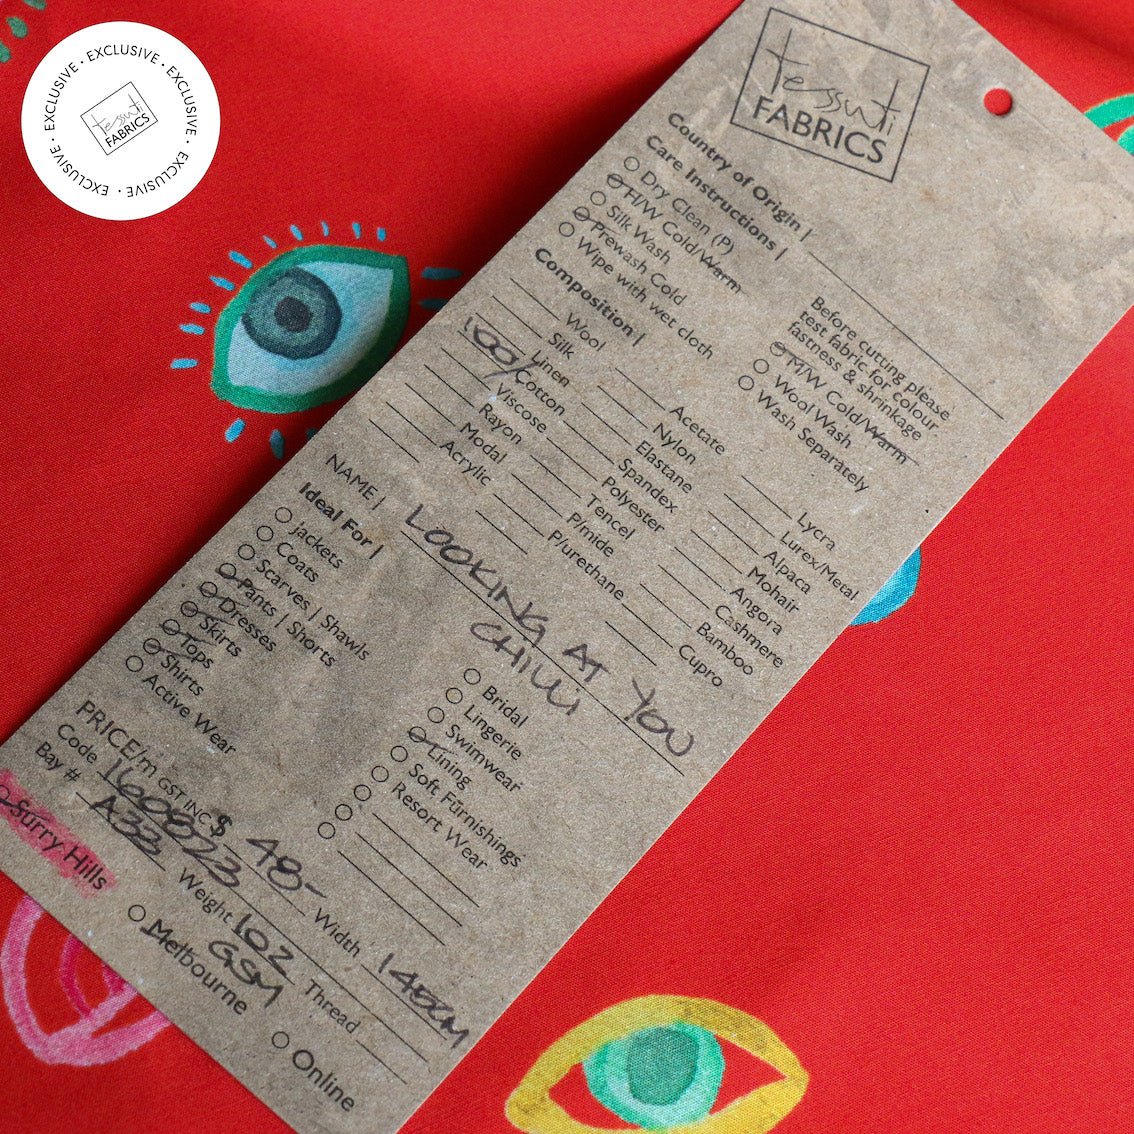 EXCLUSIVE · EXCLUSIVE · EXCLUSIVE · EXCLUSIVE · EXCLUSIVE · EXCLUSIVE ·
tessuti
FABRICS
tessuti
FABRICS
Country of Origin |
Care Instructions |
Dry Clean (P)
H/W Cold/Warm
Silk Wash
Prewash Cold
Wipe with wet cloth
Before cutting please
test fabric for colour
fastness & shrinkage
M/W Cold/Warm
Wool Wash
Wash Separately
Composition |
Wool
Silk
Linen
100% Cotton
Viscose
Rayon
Modal
Acrylic
Acetate
Nylon
Elastane
Spandex
Polyester
Tencel
P/mide
P/urethane
Lycra
Lurex/Metal
Alpaca
Mohair
Angora
Cashmere
Bamboo
Cupro
NAME | LOOKING AT YOU
CHILLI
Ideal For |
Jackets
Coats
Scarves | Shawls
Pants | Shorts
Dresses
Skirts
Tops
Shirts
Active Wear
Bridal
Lingerie
Swimwear
Lining
Soft Furnishings
Resort Wear
PRICE/m GST INC $ 48-
Code 160823 Width 145CM
Bay # A33 Weight 102 GSM Thread
Surry Hills
Melbourne
Online